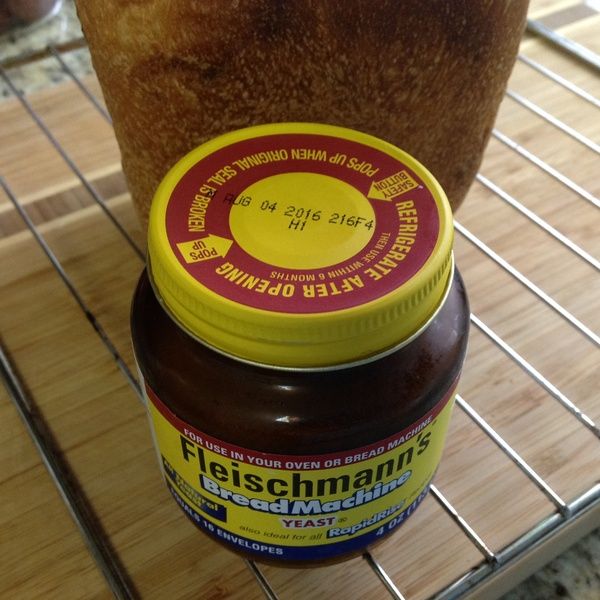 POPS UP WHEN ORIGINAL SEAL IS BROKEN
SAFETY
BUTTON
AUG 04 2016 216F4
H1
POPS
UP
REFRIGERATE AFTER OPENING
THEN USE WITHIN 6 MONTHS
FOR USE IN YOUR OVEN OR BREAD MACHINE
Fleischmann's
Bread Machine
YEAST
also ideal for all RapidRise
16 ENVELOPES
4 OZ